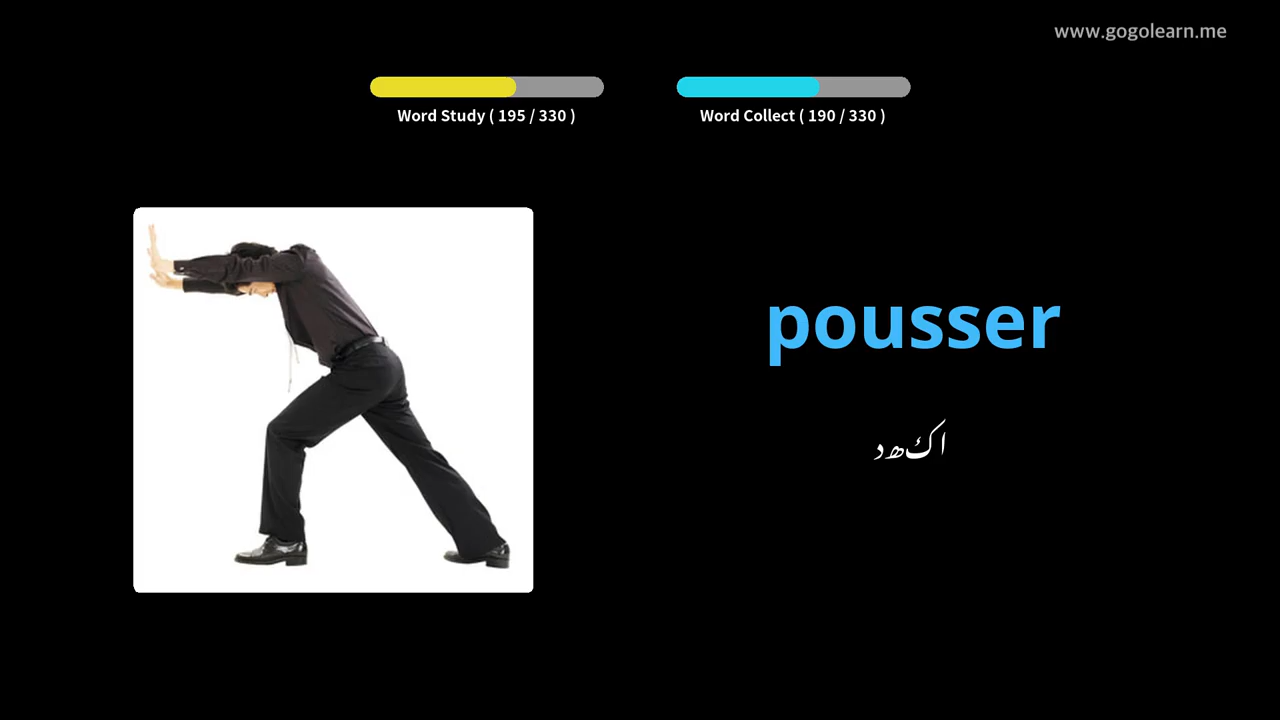 www.gogolearn.me
Word Study ( 195 / 330 )
Word Collect ( 190 / 330 )
pousser
اکھد